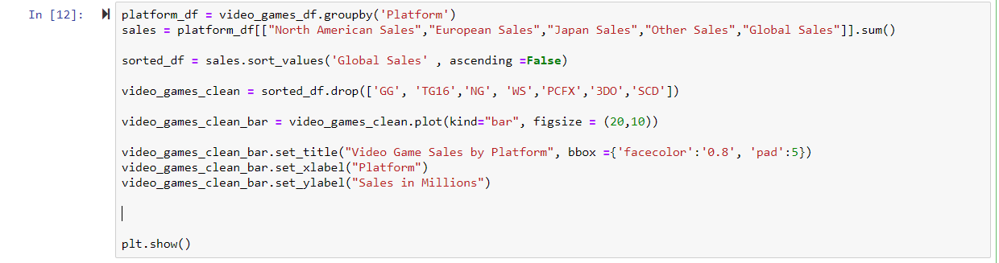 In [12]:
platform_df = video_games_df.groupby('Platform')
sales = platform_df[["North American Sales","European Sales","Japan Sales","Other Sales","Global Sales"]].sum()
sorted_df = sales.sort_values('Global Sales' , ascending =False)
video_games_clean = sorted_df.drop(['GG', 'TG16','NG', 'WS','PCFX','3DO','SCD'])
video_games_clean_bar = video_games_clean.plot(kind="bar", figsize = (20,10))
video_games_clean_bar.set_title("Video Game Sales by Platform", bbox ={'facecolor':'0.8', 'pad':5})
video_games_clean_bar.set_xlabel("Platform")
video_games_clean_bar.set_ylabel("Sales in Millions")
plt.show()